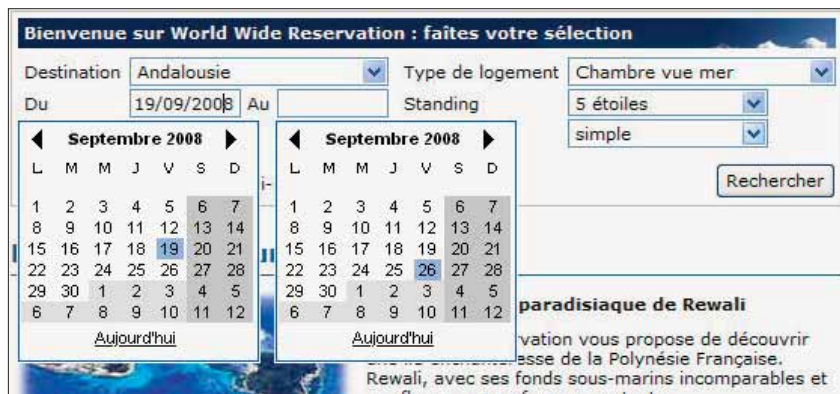 Bienvenue sur World Wide Reservation : faîtes votre sélection
Destination Andalousie Type de logement Chambre vue mer
Du 19/09/2008 Au Standing 5 étoiles
simple
Rechercher
Septembre 2008
L M M J V S D
1 2 3 4 5 6 7
8 9 10 11 12 13 14
15 16 17 18 19 20 21
22 23 24 25 26 27 28
29 30 1 2 3 4 5
6 7 8 9 10 11 12
Aujourd'hui
Septembre 2008
L M M J V S D
1 2 3 4 5 6 7
8 9 10 11 12 13 14
15 16 17 18 19 20 21
22 23 24 25 26 27 28
29 30 1 2 3 4 5
6 7 8 9 10 11 12
Aujourd'hui
paradisiaque de Rewali
vous propose de découvrir
de la Polynésie Française.
Rewali, avec ses fonds sous-marins incomparables et